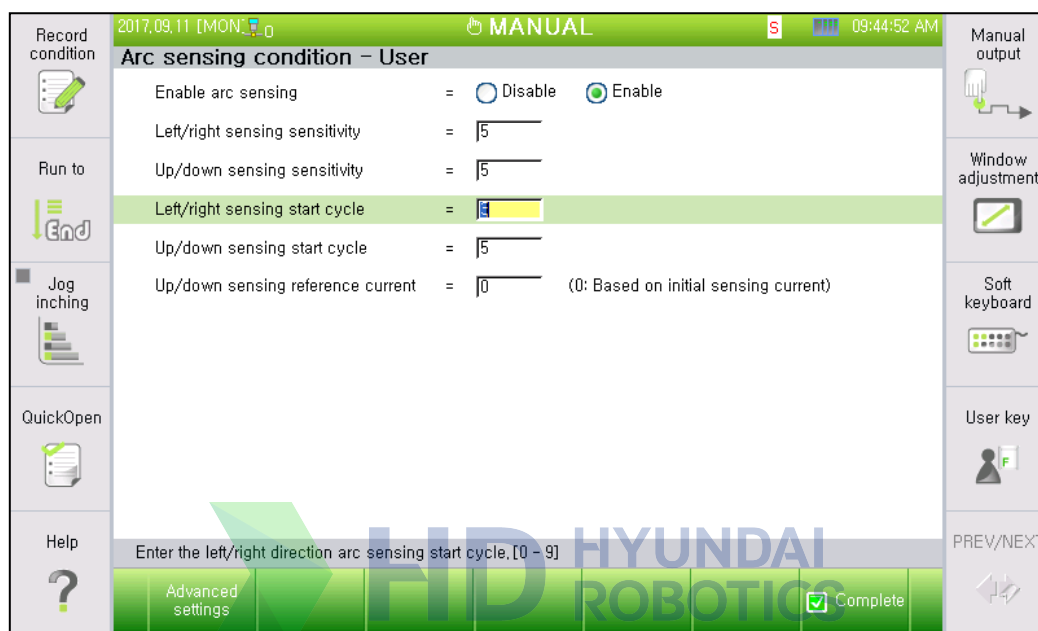 Record
condition
Run to
End
Jog
inching
QuickOpen
Help
?
2017,09,11 [MON] 0
MANUAL
S
09:44:52 AM
Arc sensing condition - User
Enable arc sensing = Disable Enable
Left/right sensing sensitivity = 5
Up/down sensing sensitivity = 5
Left/right sensing start cycle =
Up/down sensing start cycle = 5
Up/down sensing reference current = 0 (0: Based on initial sensing current)
Enter the left/right direction arc sensing start cycle,[0 - 9]
HD HYUNDAI
ROBOTICS
Advanced
settings
Complete
Manual
output
Window
adjustment
Soft
keyboard
User key
F
PREV/NEXT